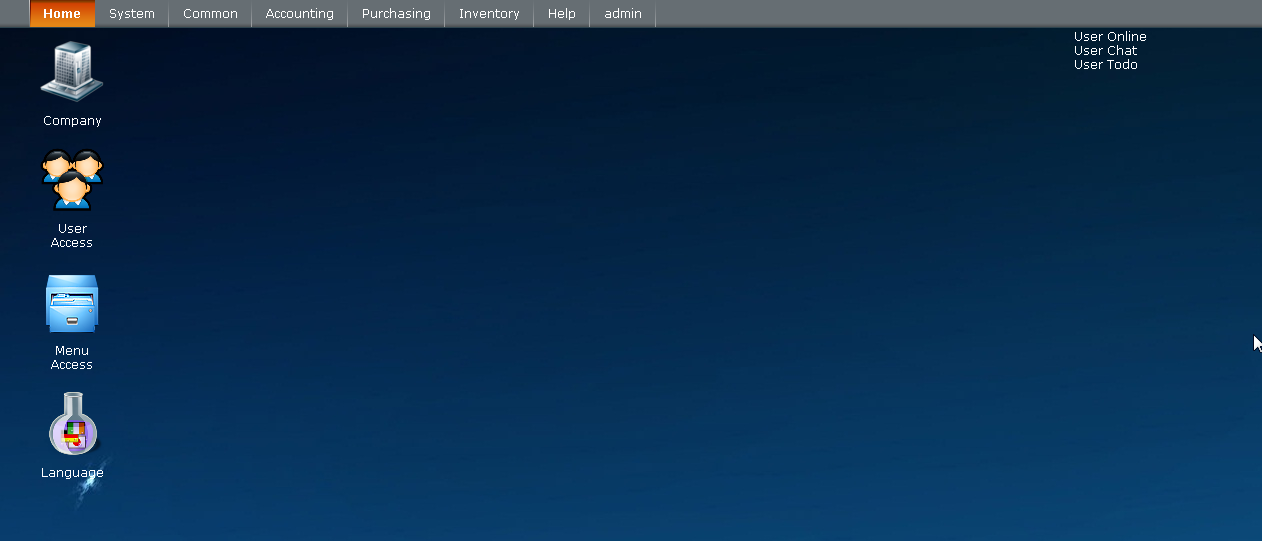 Home System Common Accounting Purchasing Inventory Help admin
User Online
User Chat
User Todo
Company
User
Access
Menu
Access
Language